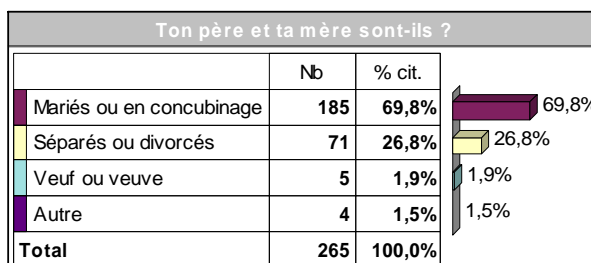 Ton père et ta mère sont-ils ?
Nb % cit.
Mariés ou en concubinage 185 69,8% 69,8%
Séparés ou divorcés 71 26,8% 26,8%
Veuf ou veuve 5 1,9% 1,9%
Autre 4 1,5% 1,5%
Total 265 100,0%